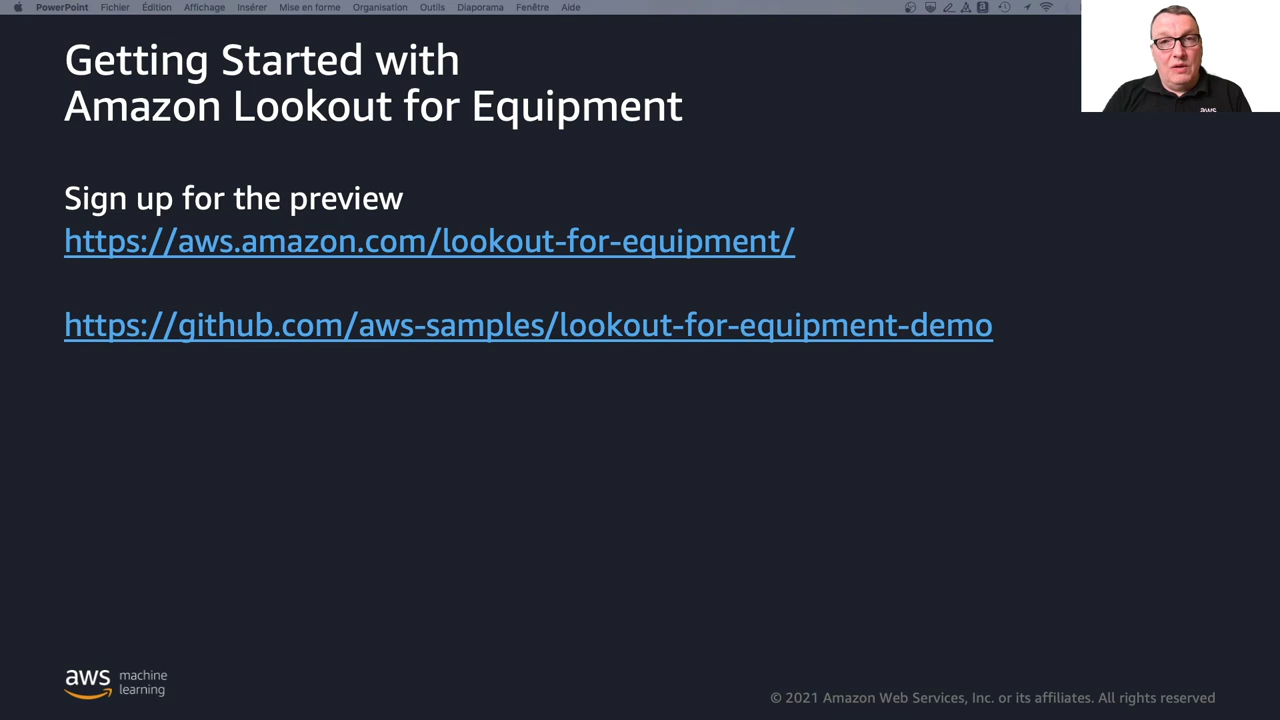 PowerPoint Fichier Édition Affichage Insérer Mise en forme Organisation Outils Diaporama Fenêtre Aide
Getting Started with
Amazon Lookout for Equipment
aws
Sign up for the preview
https://aws.amazon.com/lookout-for-equipment/
https://github.com/aws-samples/lookout-for-equipment-demo
aws machine
learning
© 2021 Amazon Web Services, Inc. or its affiliates. All rights reserved